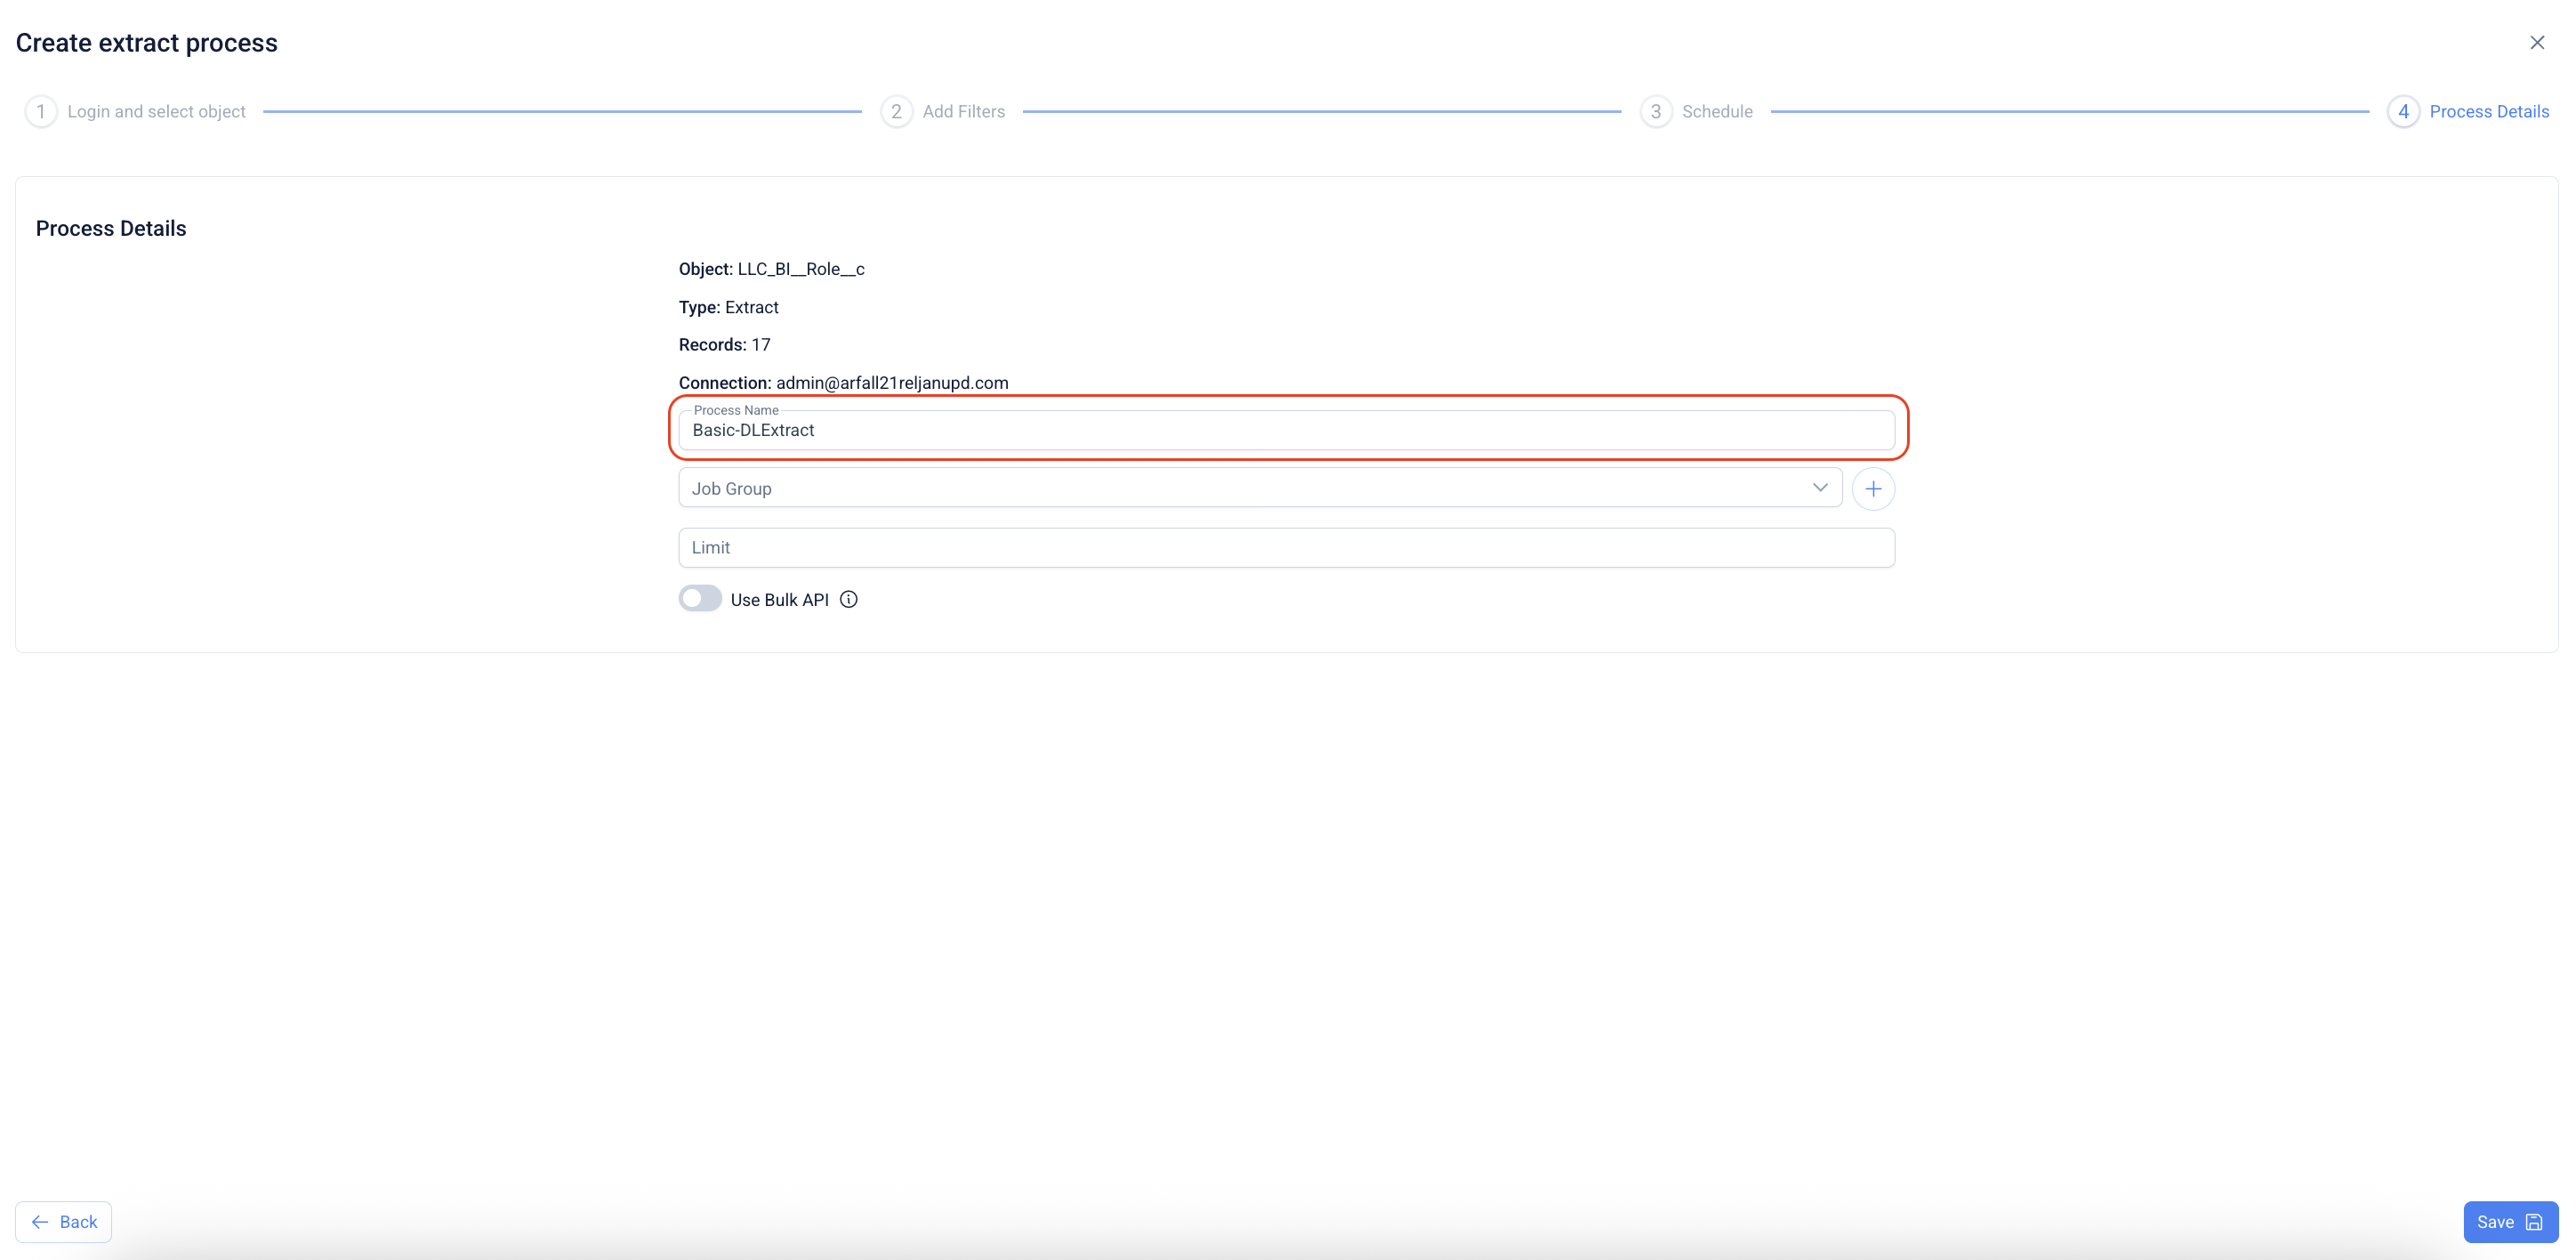 Create extract process
1 Login and select object 2 Add Filters 3 Schedule 4 Process Details
Process Details
Object: LLC_BI__Role__c
Type: Extract
Records: 17
Connection: admin@arfall21reljanupd.com
Process Name
Basic-DLExtract
Job Group
Limit
Use Bulk API
Back
Save